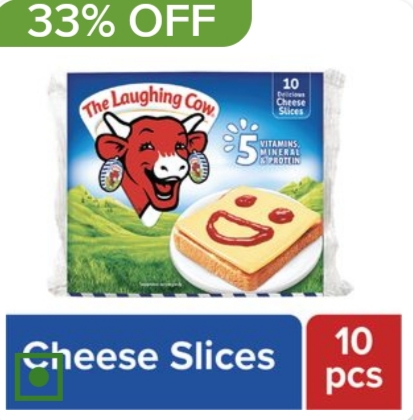 33% OFF
The Laughing Cow
10
Delicious
Cheese
Slices
5
VITAMINS,
MINERAL
& PROTEIN
Cheese Slices
10
pcs